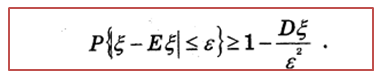 P{|ξ − Eξ| ≤ ε} ≥ 1 − Dξ / ε² .